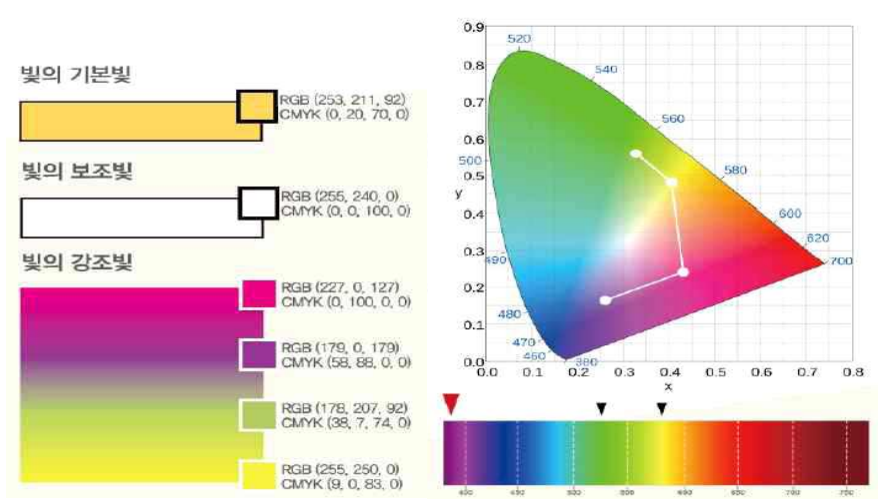 빛의 기본빛
RGB (253, 211, 92)
CMYK (0, 20, 70, 0)
빛의 보조빛
RGB (255, 240, 0)
CMYK (0, 0, 100, 0)
빛의 강조빛
RGB (227, 0, 127)
CMYK (0, 100, 0, 0)
RGB (179, 0, 179)
CMYK (58, 88, 0, 0)
RGB (178, 207, 92)
CMYK (38, 7, 74, 0)
RGB (255, 250, 0)
CMYK (9, 0, 83, 0)
0.9
0.8
0.7
0.6
0.5
y
0.4
0.3
0.2
0.1
0.0
520
540
560
500
580
600
620
490
700
480
470
460
380
0.0 0.1 0.2 0.3 0.4 0.5 0.6 0.7 0.8
x